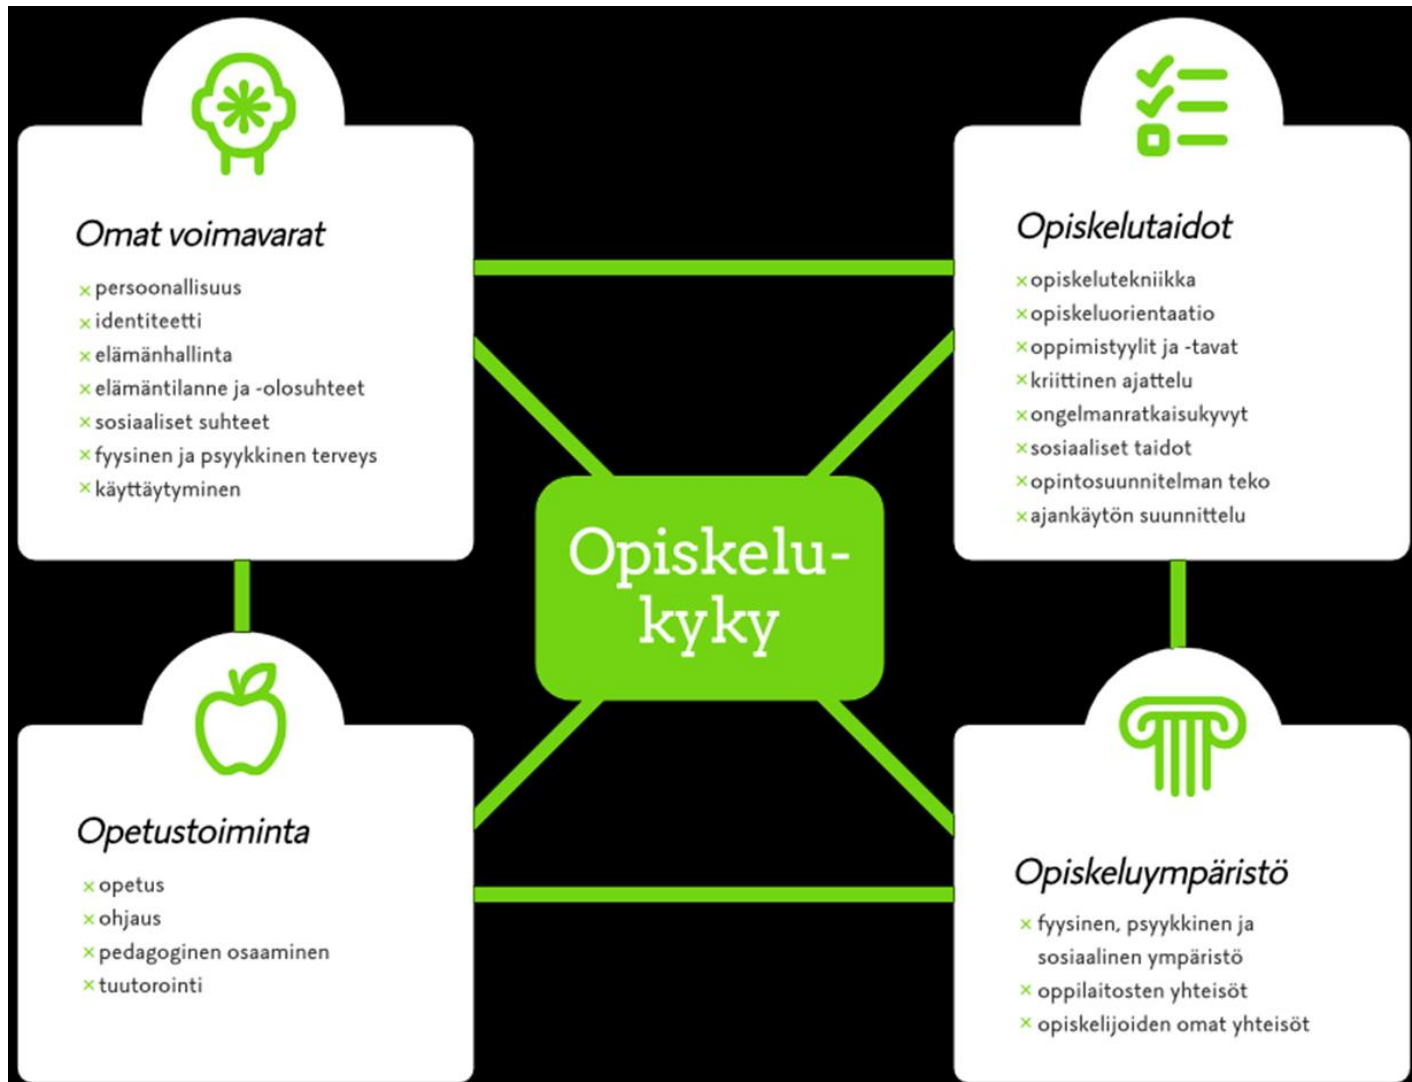 Omat voimavarat
× persoonallisuus
× identiteetti
× elämänhallinta
× elämäntilanne ja -olosuhteet
× sosiaaliset suhteet
× fyysinen ja psyykkinen terveys
× käyttäytyminen
Opiskelutaidot
× opiskelutekniikka
× opiskeluorientaatio
× oppimistyylit ja -tavat
× kriittinen ajattelu
× ongelmanratkaisukyvyt
× sosiaaliset taidot
× opintosuunnitelman teko
× ajankäytön suunnittelu
Opiskelu-
kyky
Opetustoiminta
× opetus
× ohjaus
× pedagoginen osaaminen
× tuutorointi
Opiskeluympäristö
× fyysinen, psyykkinen ja
sosiaalinen ympäristö
× oppilaitosten yhteisöt
× opiskelijoiden omat yhteisöt